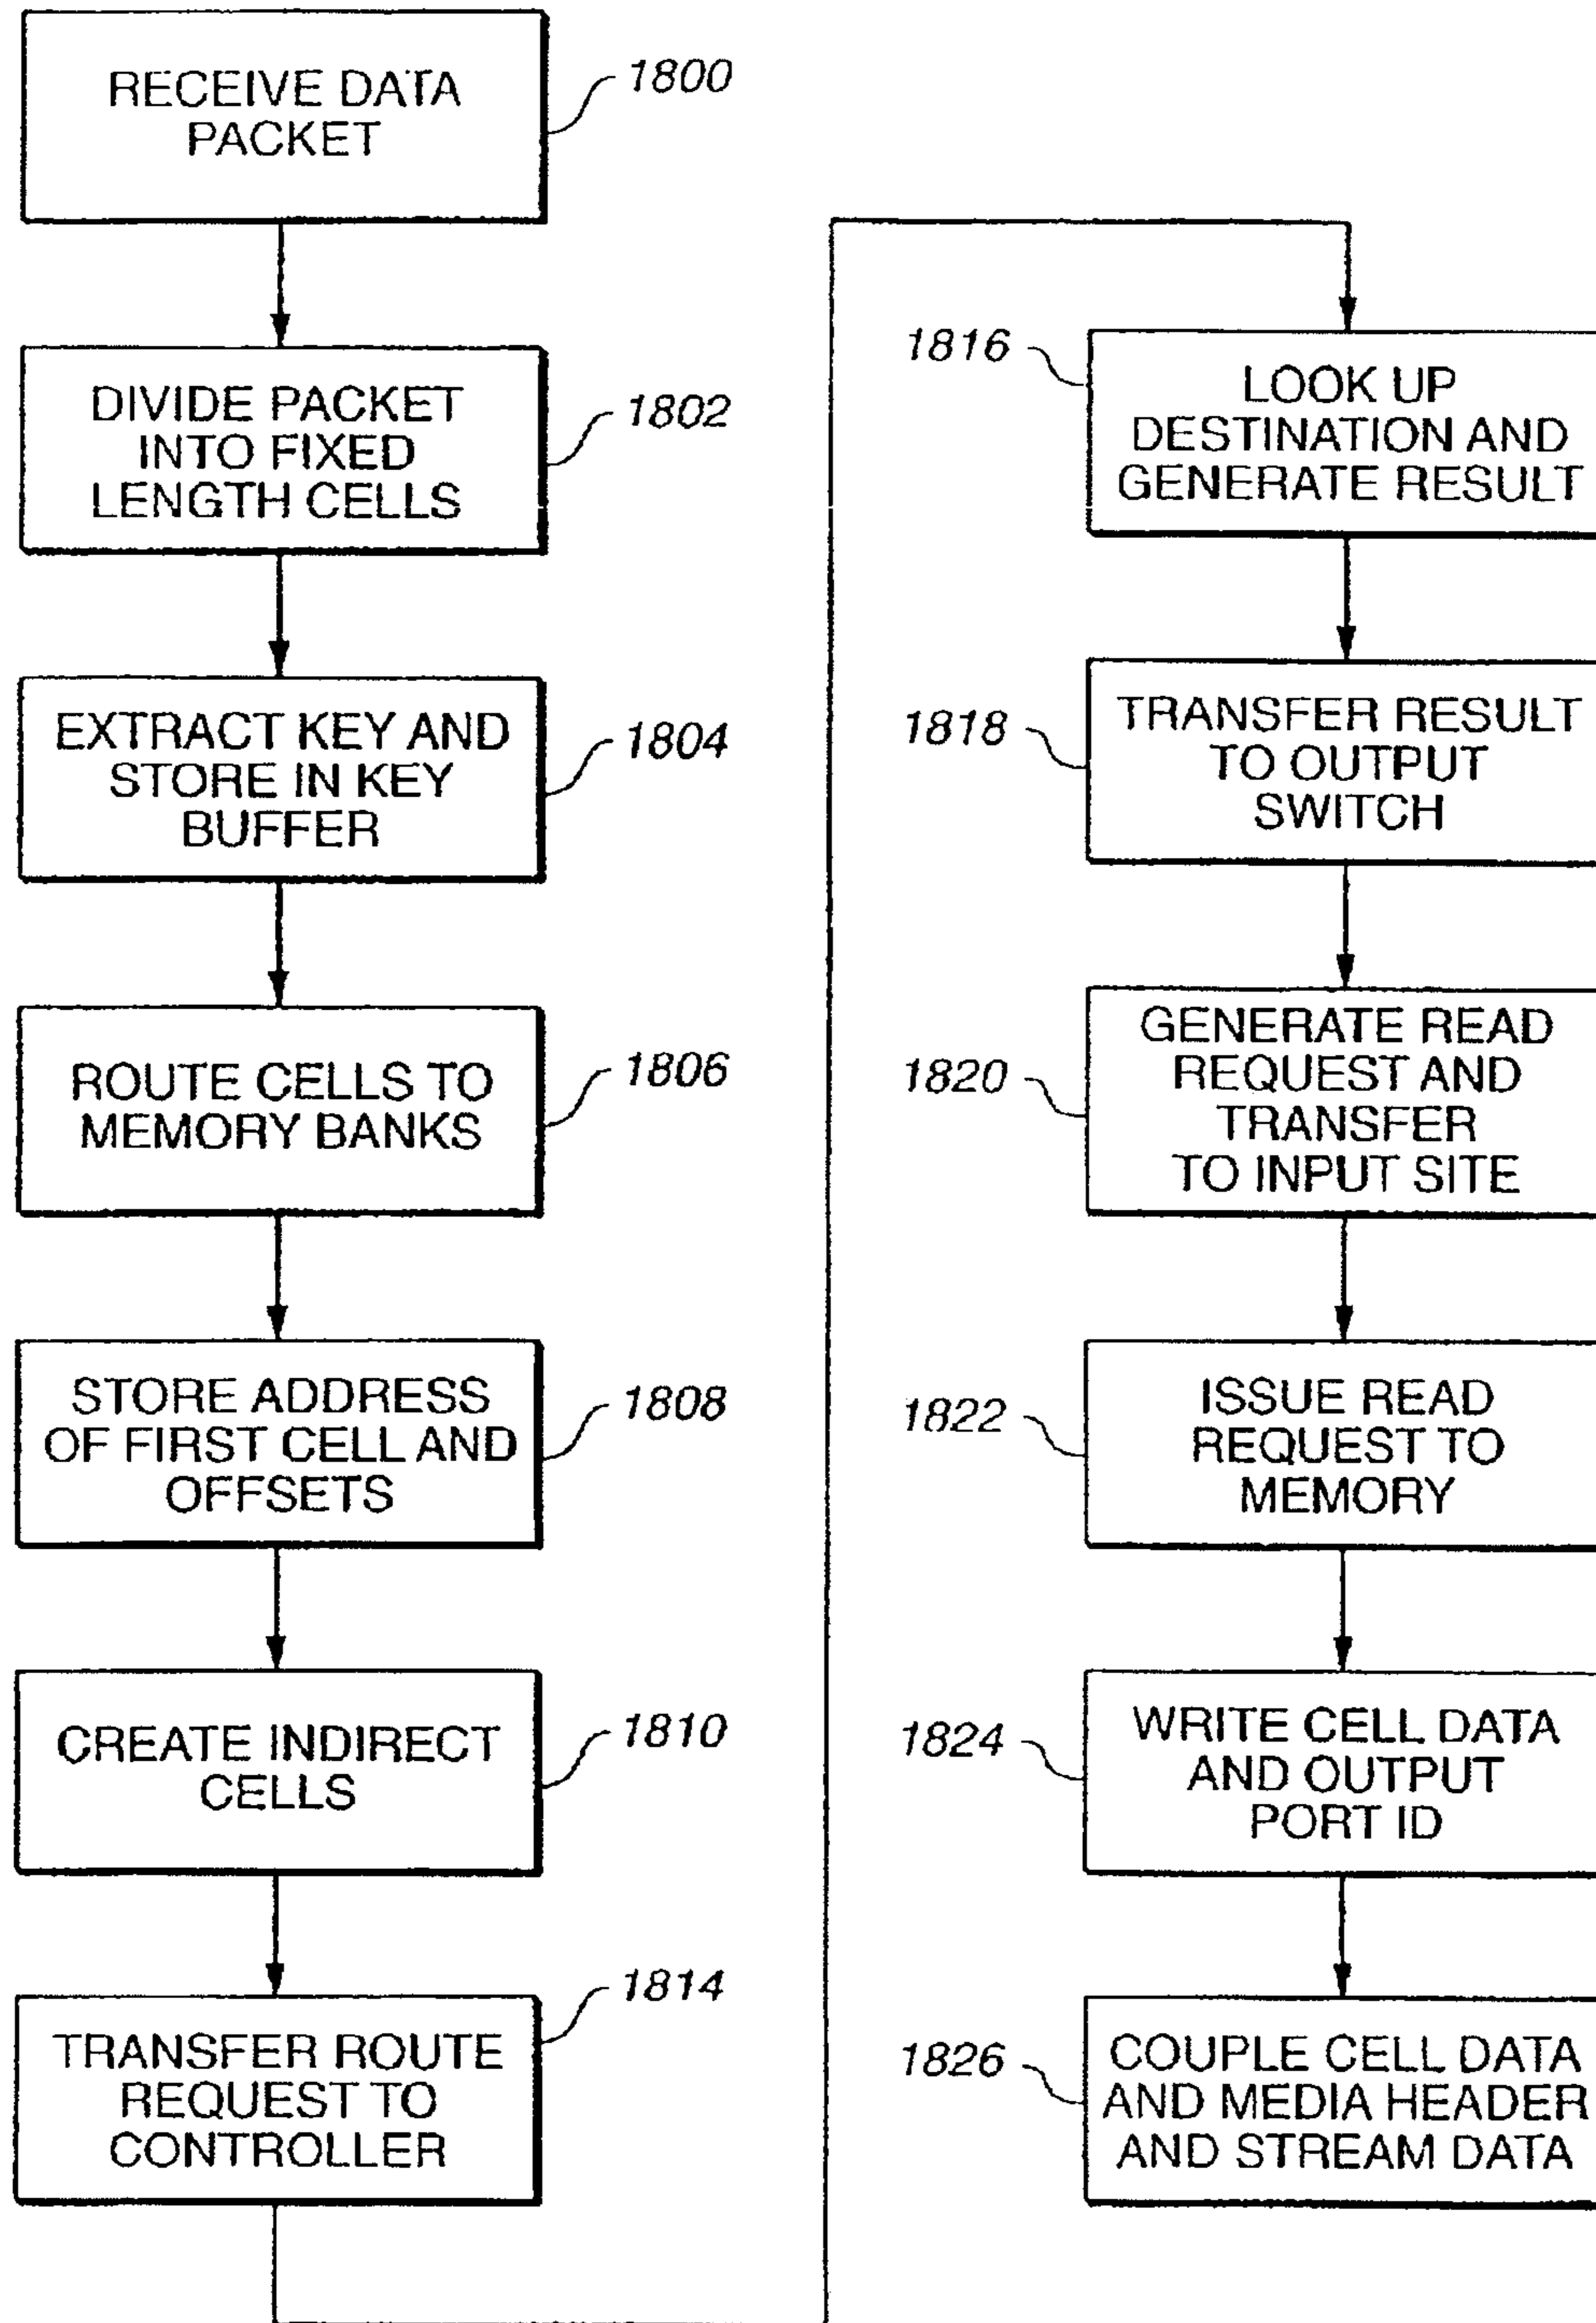 RECEIVE DATA
PACKET
1800
DIVIDE PACKET
INTO FIXED
LENGTH CELLS
1802
EXTRACT KEY AND
STORE IN KEY
BUFFER
1804
ROUTE CELLS TO
MEMORY BANKS
1806
STORE ADDRESS
OF FIRST CELL AND
OFFSETS
1808
CREATE INDIRECT
CELLS
1810
TRANSFER ROUTE
REQUEST TO
CONTROLLER
1814
1816
LOOK UP
DESTINATION AND
GENERATE RESULT
1818
TRANSFER RESULT
TO OUTPUT
SWITCH
1820
GENERATE READ
REQUEST AND
TRANSFER
TO INPUT SITE
1822
ISSUE READ
REQUEST TO
MEMORY
1824
WRITE CELL DATA
AND OUTPUT
PORT ID
1826
COUPLE CELL DATA
AND MEDIA HEADER
AND STREAM DATA